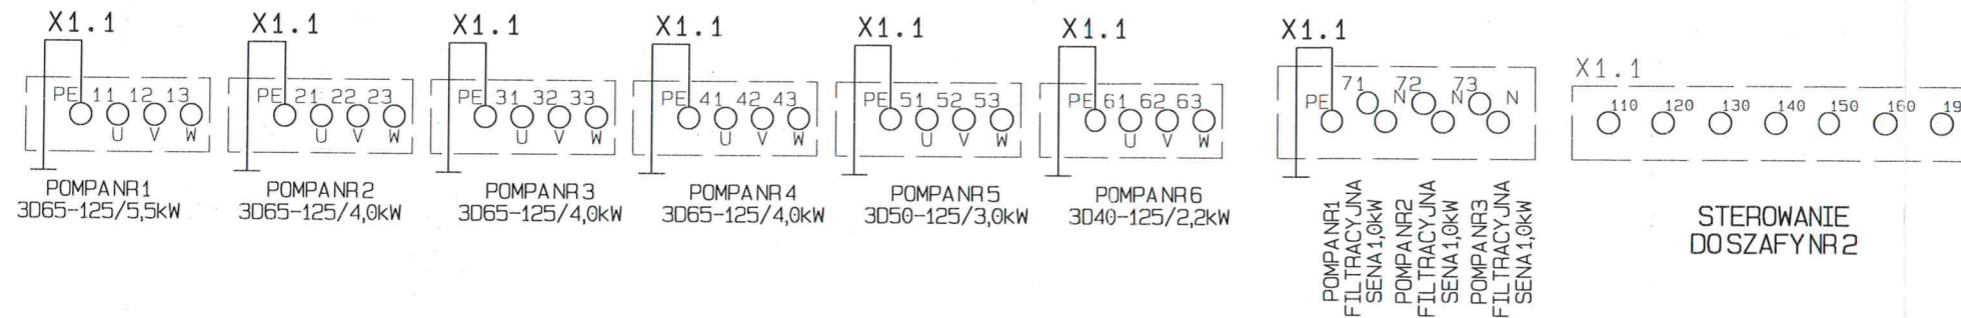 X1.1
PE 11 12 13
U V W
POMPA NR 1
3D65-125/5,5kW
X1.1
PE 21 22 23
U V W
POMPA NR 2
3D65-125/4,0kW
X1.1
PE 31 32 33
U V W
POMPA NR 3
3D65-125/4,0kW
X1.1
PE 41 42 43
U V W
POMPA NR 4
3D65-125/4,0kW
X1.1
PE 51 52 53
U V W
POMPA NR 5
3D50-125/3,0kW
X1.1
PE 61 62 63
U V W
POMPA NR 6
3D40-125/2,2kW
X1.1
PE 71 N 72 N 73 N
POMPA NR1
FILTRACYJNA
SENA 1,0kW
POMPA NR2
FILTRACYJNA
SENA 1,0kW
POMPA NR3
FILTRACYJNA
SENA 1,0kW
X1.1
110 120 130 140 150 160 19
STEROWANIE
DO SZAFY NR 2